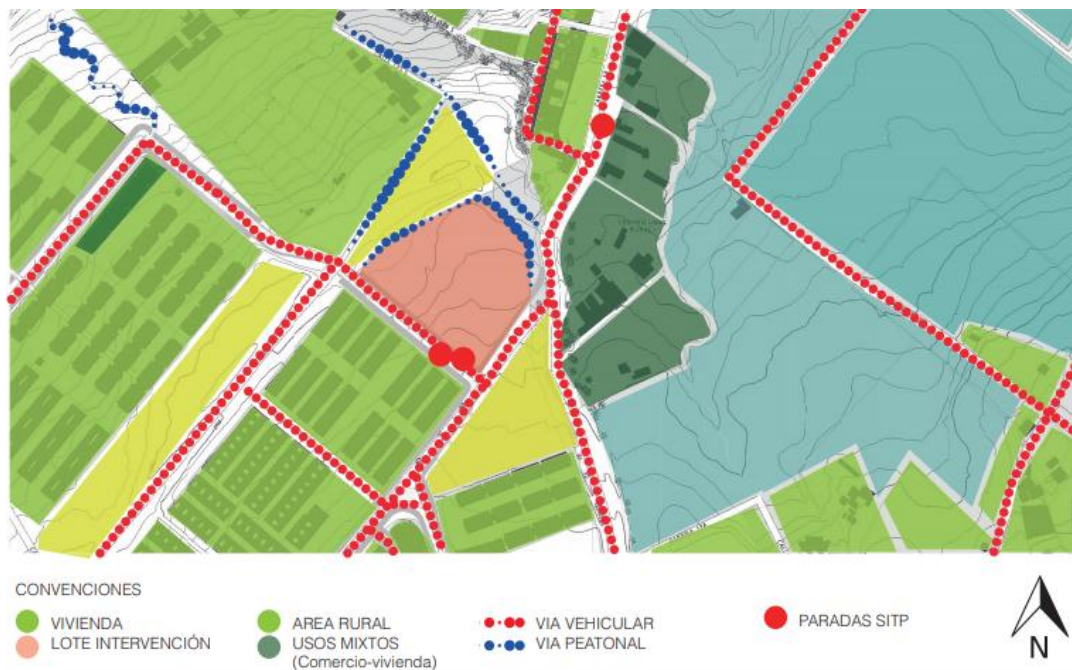 CONVENCIONES
VIVIENDA
LOTE INTERVENCIÓN
AREA RURAL
USOS MIXTOS
(Comercio-vivienda)
VIA VEHICULAR
VIA PEATONAL
PARADAS SITP
N